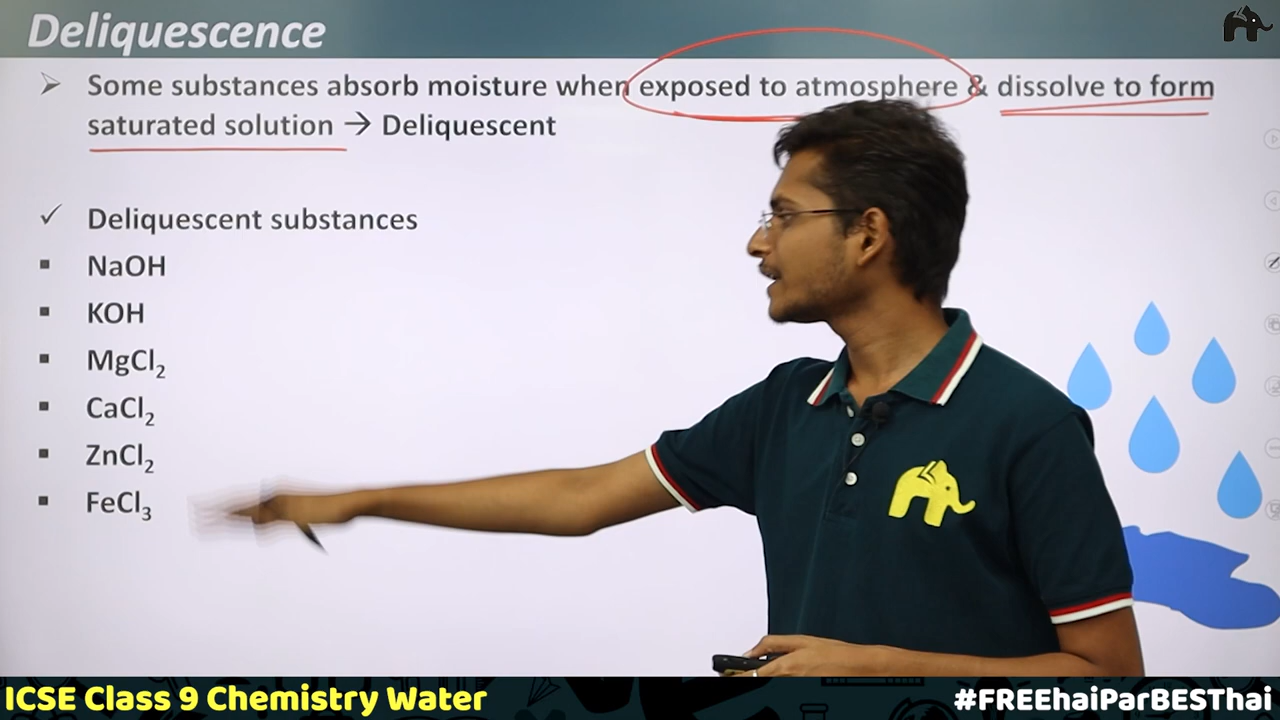 Deliquescence
➢ Some substances absorb moisture when exposed to atmosphere & dissolve to form
saturated solution → Deliquescent
✓ Deliquescent substances
▪ NaOH
▪ KOH
▪ MgCl₂
▪ CaCl₂
▪ ZnCl₂
▪ FeCl₃
ICSE Class 9 Chemistry Water
#FREEhaiParBESThai